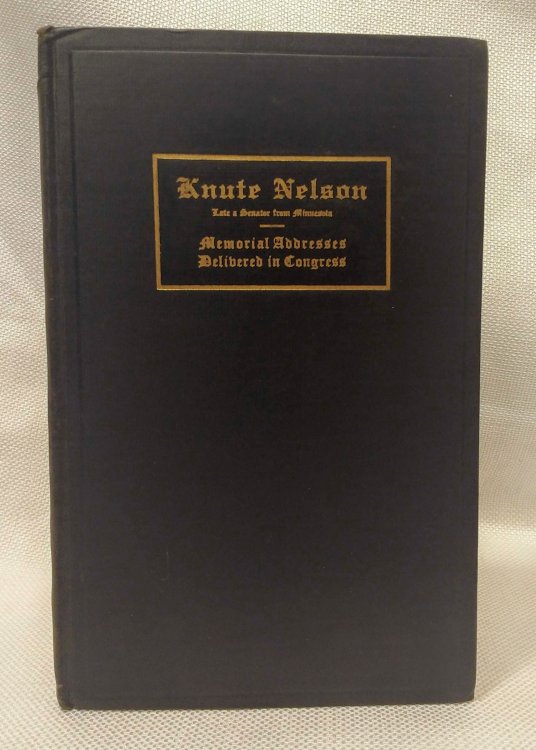 Knute Nelson
Late a Senator from Minnesota
Memorial Addresses
Delivered in Congress